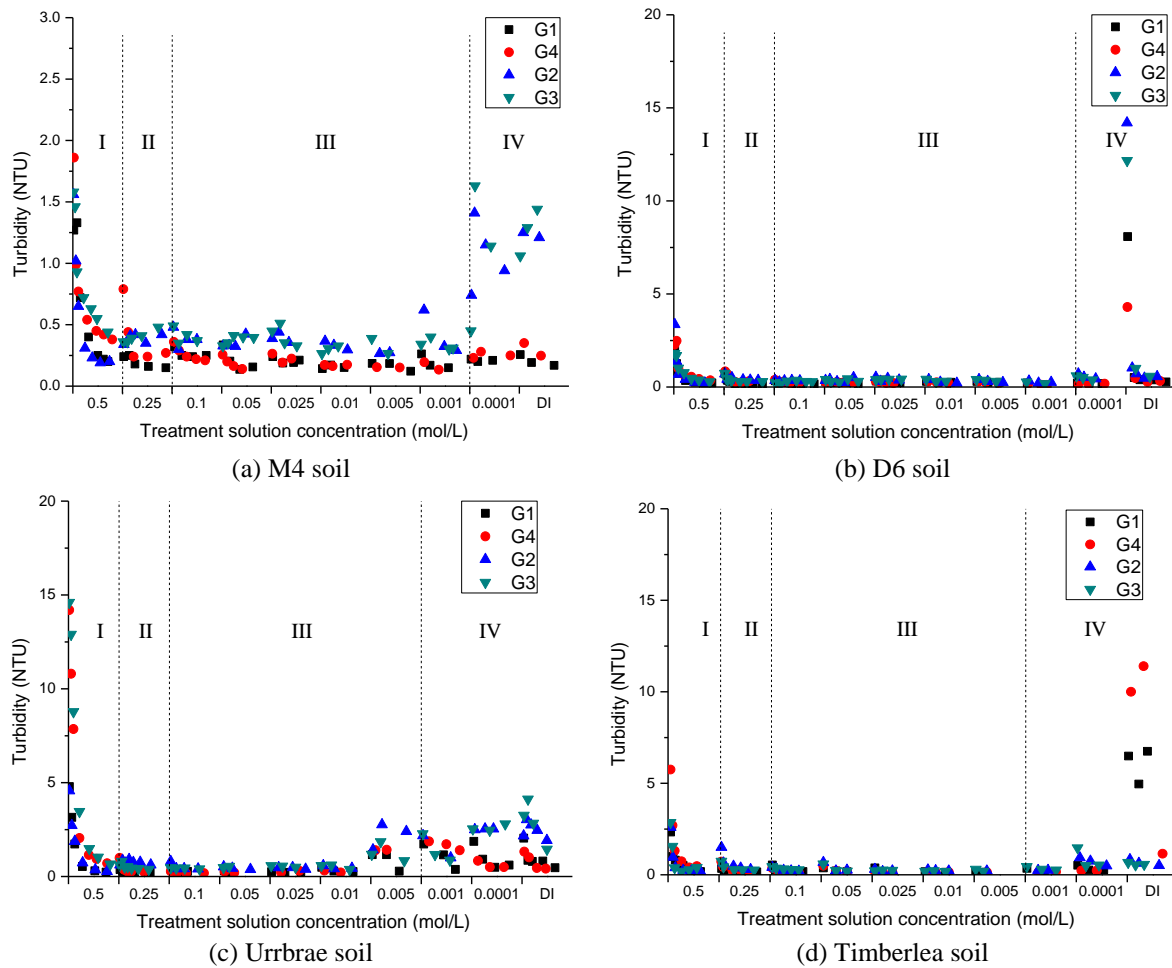 3.0
2.5
2.0
1.5
1.0
0.5
0.0
Turbidity (NTU)
G1
G4
G2
G3
I
II
III
IV
0.5 0.25 0.1 0.05 0.025 0.01 0.005 0.001 0.0001 DI
Treatment solution concentration (mol/L)
(a) M4 soil
20
15
10
5
0
Turbidity (NTU)
G1
G4
G2
G3
I
II
III
IV
0.5 0.25 0.1 0.05 0.025 0.01 0.005 0.001 0.0001 DI
Treatment solution concentration (mol/L)
(b) D6 soil
20
15
10
5
0
Turbidity (NTU)
G1
G4
G2
G3
I
II
III
IV
0.5 0.25 0.1 0.05 0.025 0.01 0.005 0.001 0.0001 DI
Treatment solution concentration (mol/L)
(c) Urrbrae soil
20
15
10
5
0
Turbidity (NTU)
G1
G4
G2
G3
I
II
III
IV
0.5 0.25 0.1 0.05 0.025 0.01 0.005 0.001 0.0001 DI
Treatment solution concentration (mol/L)
(d) Timberlea soil